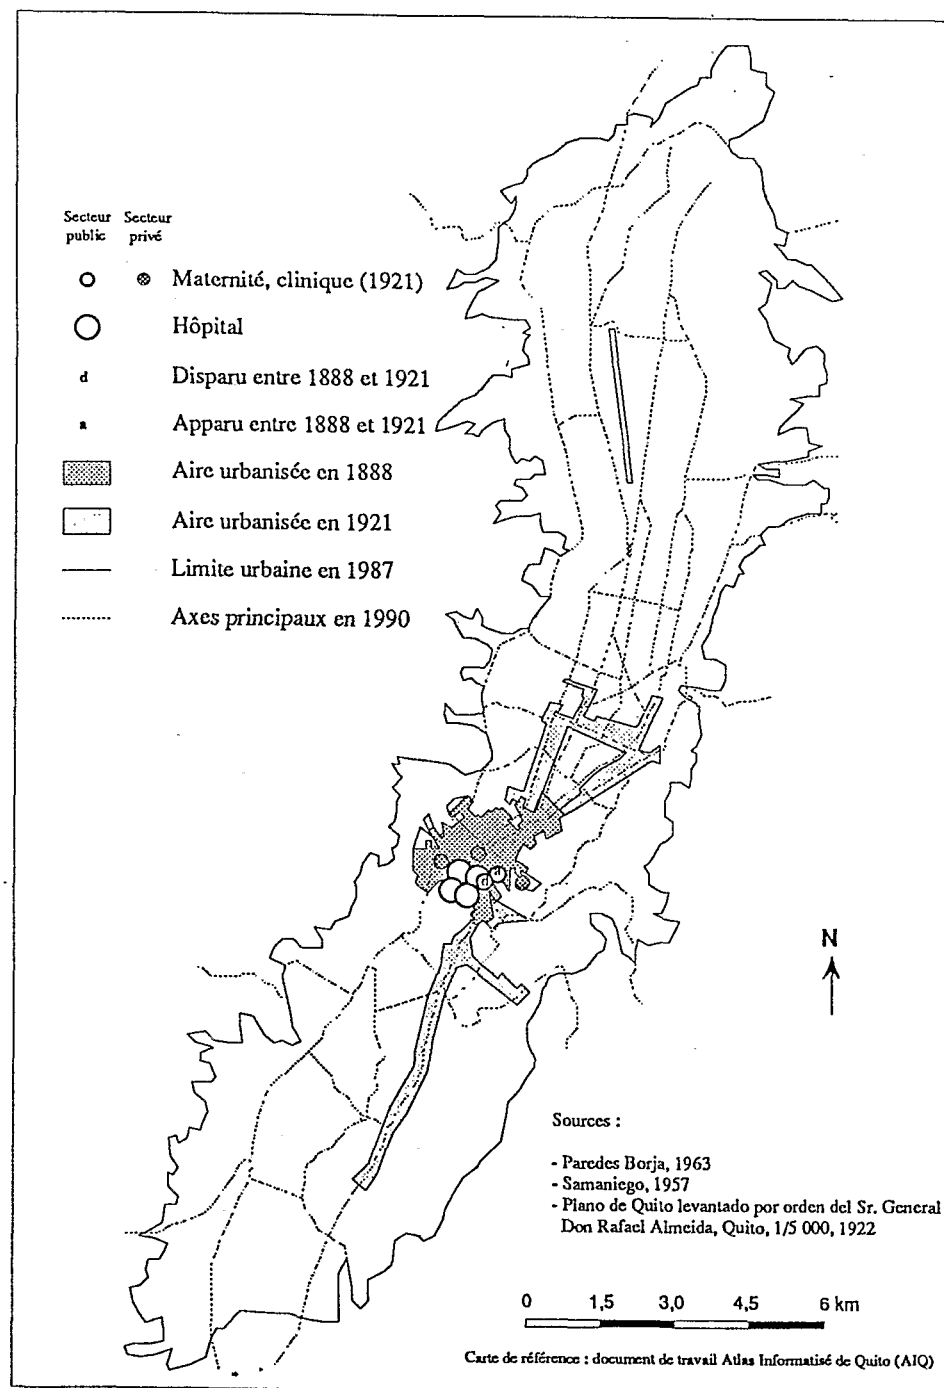 Secteur public
Secteur privé
Maternité, clinique (1921)
Hôpital
d Disparu entre 1888 et 1921
a Apparu entre 1888 et 1921
Aire urbanisée en 1888
Aire urbanisée en 1921
Limite urbaine en 1987
Axes principaux en 1990
d
N
Sources :
- Paredes Borja, 1963
- Samaniego, 1957
- Plano de Quito levantado por orden del Sr. General
Don Rafael Almeida, Quito, 1/5 000, 1922
0 1,5 3,0 4,5 6 km
Carte de référence : document de travail Atlas Informatisé de Quito (AIQ)